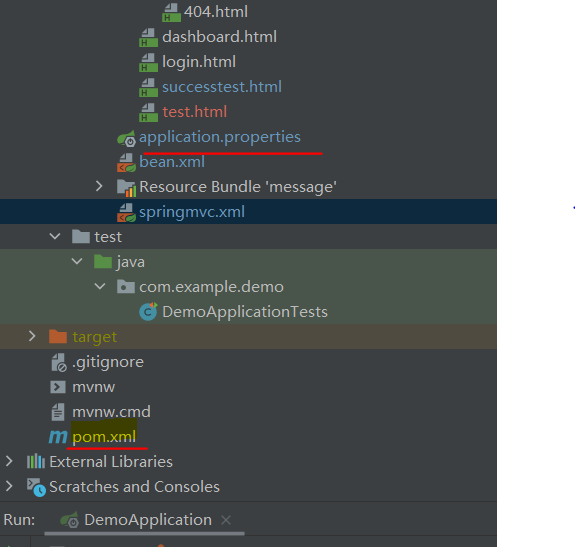 404.html
dashboard.html
login.html
successtest.html
test.html
application.properties
bean.xml
Resource Bundle 'message'
springmvc.xml
test
java
com.example.demo
DemoApplicationTests
target
.gitignore
mvnw
mvnw.cmd
pom.xml
External Libraries
Scratches and Consoles
Run: DemoApplication